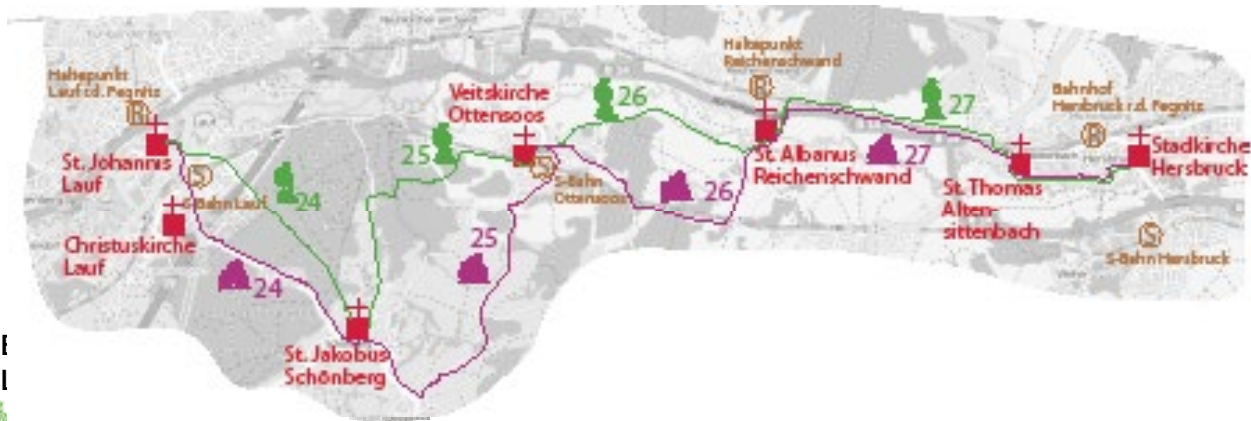 Haltepunkt
Lauf r.d. Pegnitz
R
St. Johannis
Lauf
S
S-Bahn Lauf
Christuskirche
Lauf
24
24
St. Jakobus
Schönberg
25
25
Veitskirche
Ottensoos
S-Bahn
Ottensoos
26
26
Haltepunkt
Reichenschwand
R
St. Albanus
Reichenschwand
27
27
St. Thomas
Alten-
sittenbach
Bahnhof
Hersbruck r.d. Pegnitz
R
Stadtkirche
Hersbruck
S
S-Bahn Hersbruck